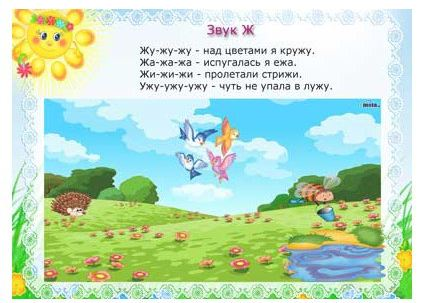 Звук Ж
Жу-жу-жу - над цветами я кружу.
Жа-жа-жа - испугалась я ежа.
Жи-жи-жи - пролетали стрижи.
Ужу-ужу-ужу - чуть не упала в лужу.